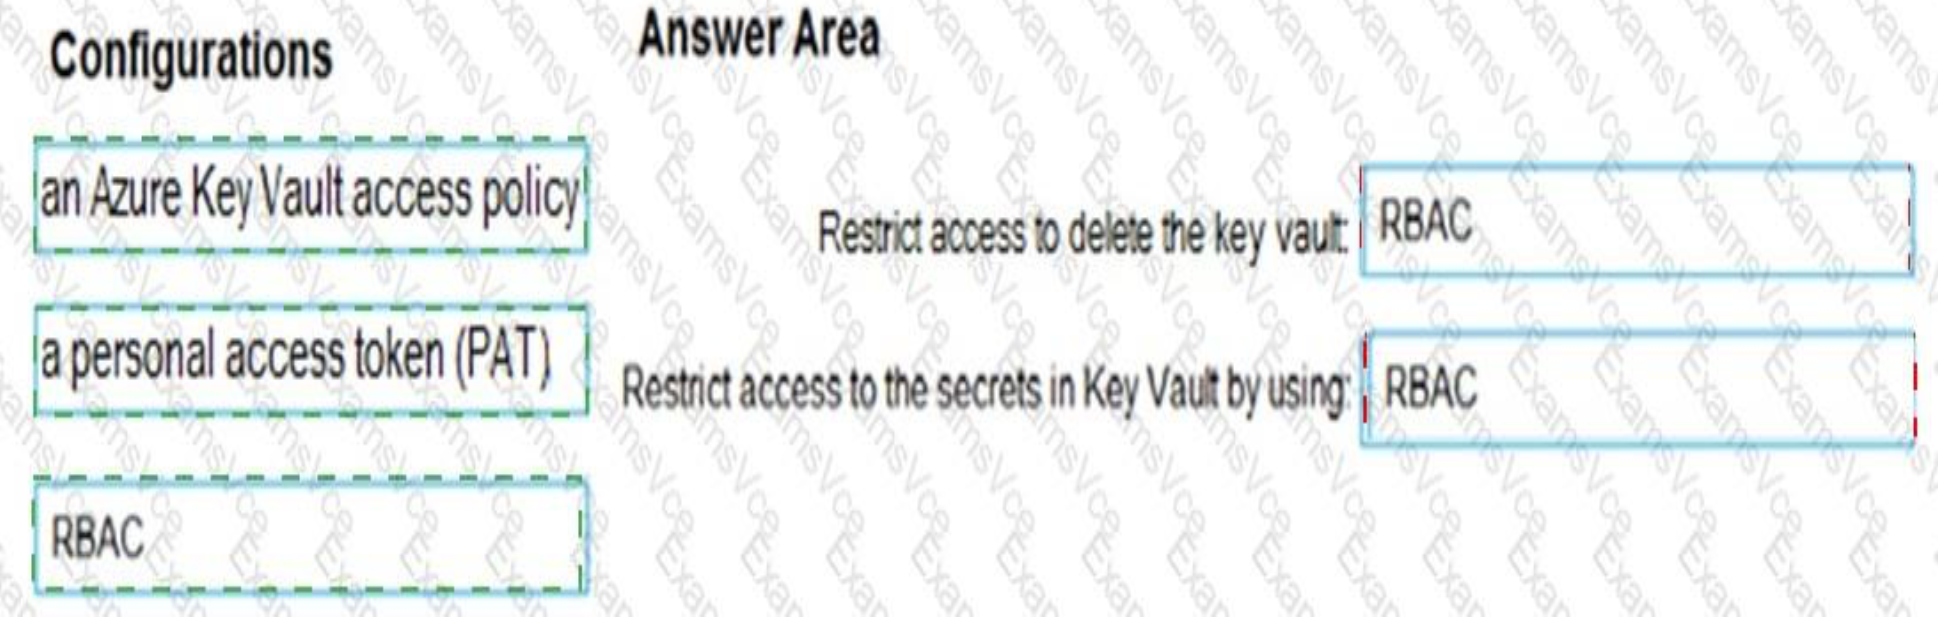 Configurations
Answer Area
an Azure Key Vault access policy
a personal access token (PAT)
RBAC
Restrict access to delete the key vault:
RBAC
Restrict access to the secrets in Key Vault by using:
RBAC
ExamsVce